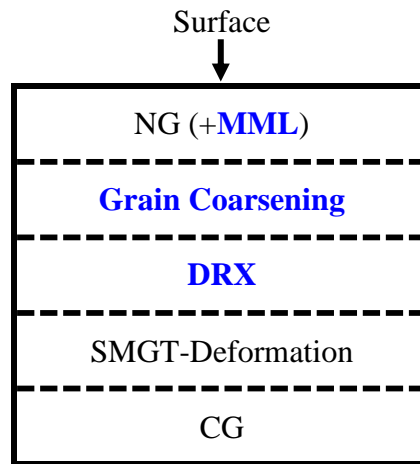 Surface
NG (+MML)
Grain Coarsening
DRX
SMGT-Deformation
CG